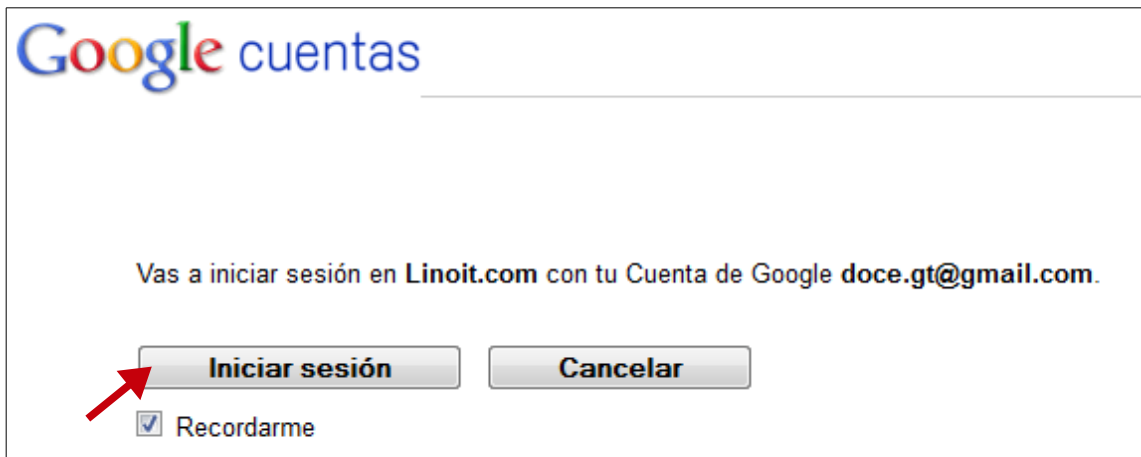 Google cuentas
Vas a iniciar sesión en Linoit.com con tu Cuenta de Google doce.gt@gmail.com.
Iniciar sesión Cancelar
Recordarme